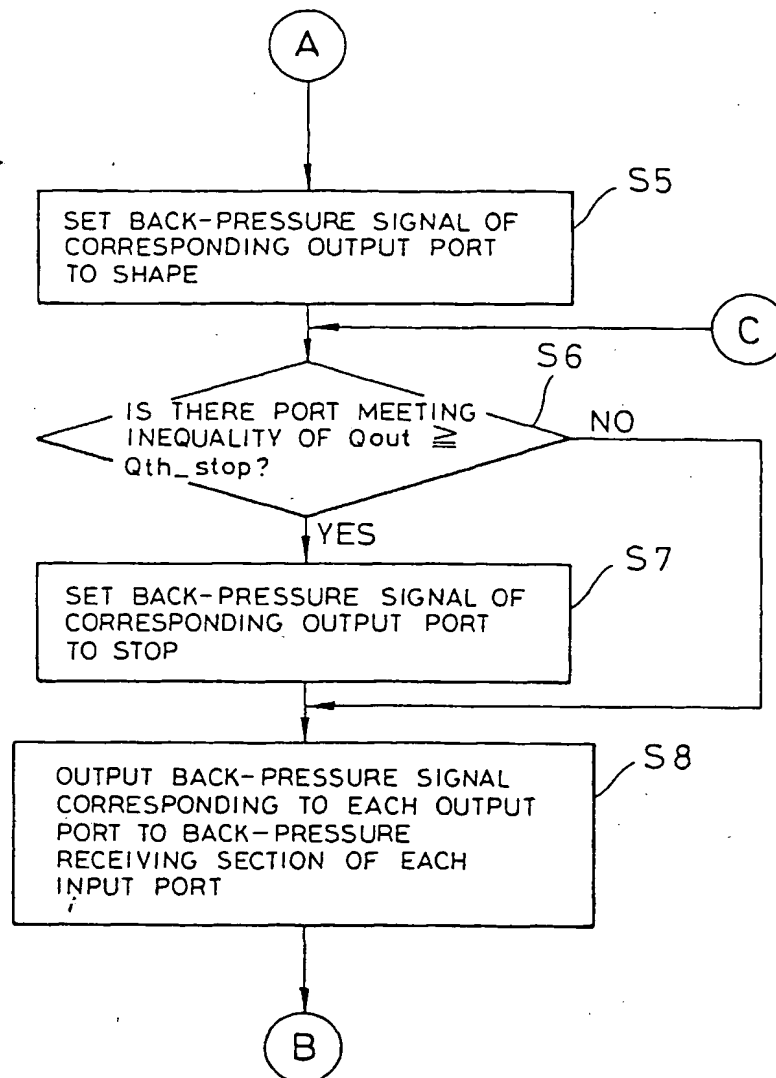 A
S5
SET BACK-PRESSURE SIGNAL OF
CORRESPONDING OUTPUT PORT
TO SHAPE
C
S6
IS THERE PORT MEETING
INEQUALITY OF Qout ≧
Qth_stop?
NO
YES
S7
SET BACK-PRESSURE SIGNAL OF
CORRESPONDING OUTPUT PORT
TO STOP
S8
OUTPUT BACK-PRESSURE SIGNAL
CORRESPONDING TO EACH OUTPUT
PORT TO BACK-PRESSURE
RECEIVING SECTION OF EACH
INPUT PORT
B